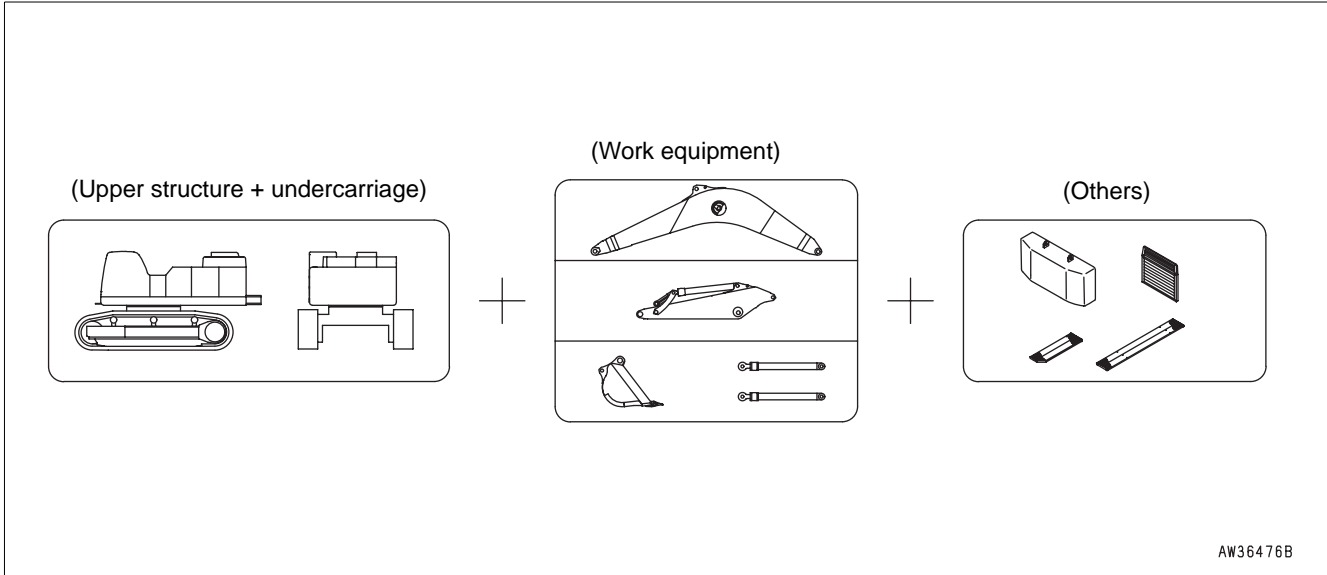 (Work equipment)
(Upper structure + undercarriage)
(Others)
AW36476B